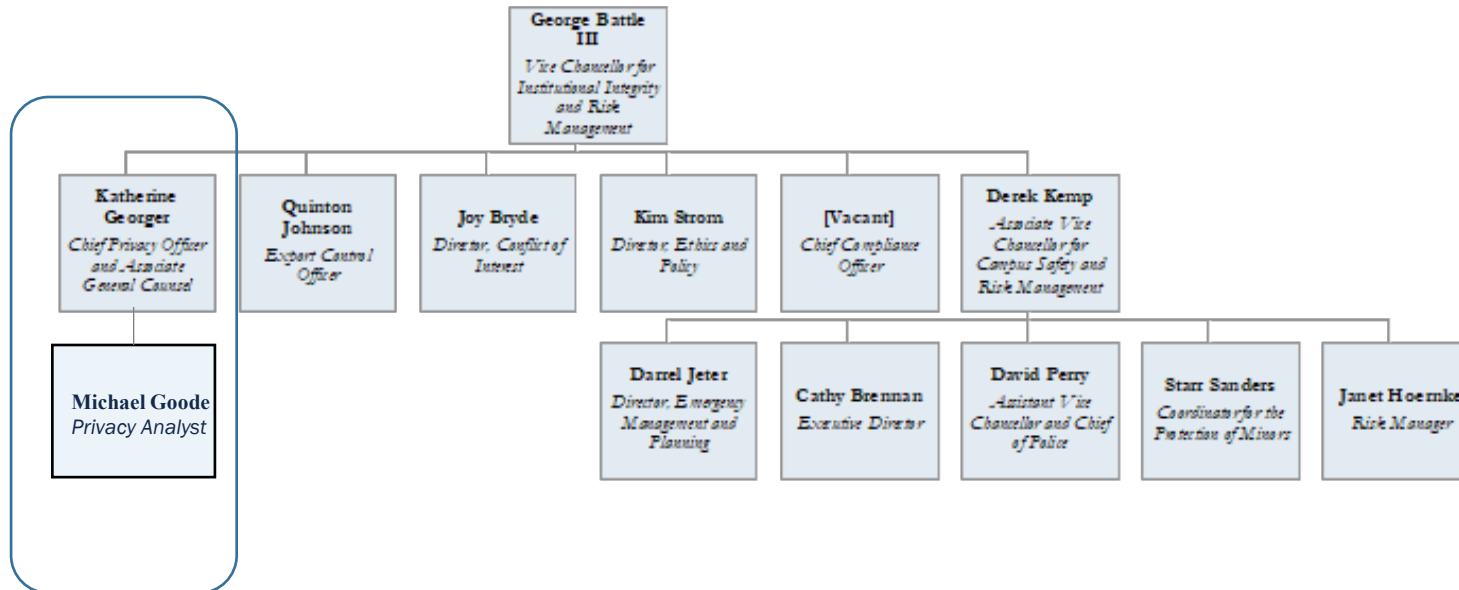 George Battle
III
Vice Chancellor for
Institutional Integrity
and Risk
Management
Katherine
Georger
Chief Privacy Officer
and Associate
General Counsel
Quinton
Johnson
Export Control
Officer
Joy Bryde
Director, Conflict of
Interest
Kim Strom
Director, Ethics and
Policy
[Vacant]
Chief Compliance
Officer
Derek Kemp
Associate Vice
Chancellor for
Campus Safety and
Risk Management
Michael Goode
Privacy Analyst
Darrel Jeter
Director, Emergency
Management and
Planning
Cathy Brennan
Executive Director
David Perry
Assistant Vice
Chancellor and Chief
of Police
Starr Sanders
Coordinator for the
Protection of Minors
Janet Hoernke
Risk Manager